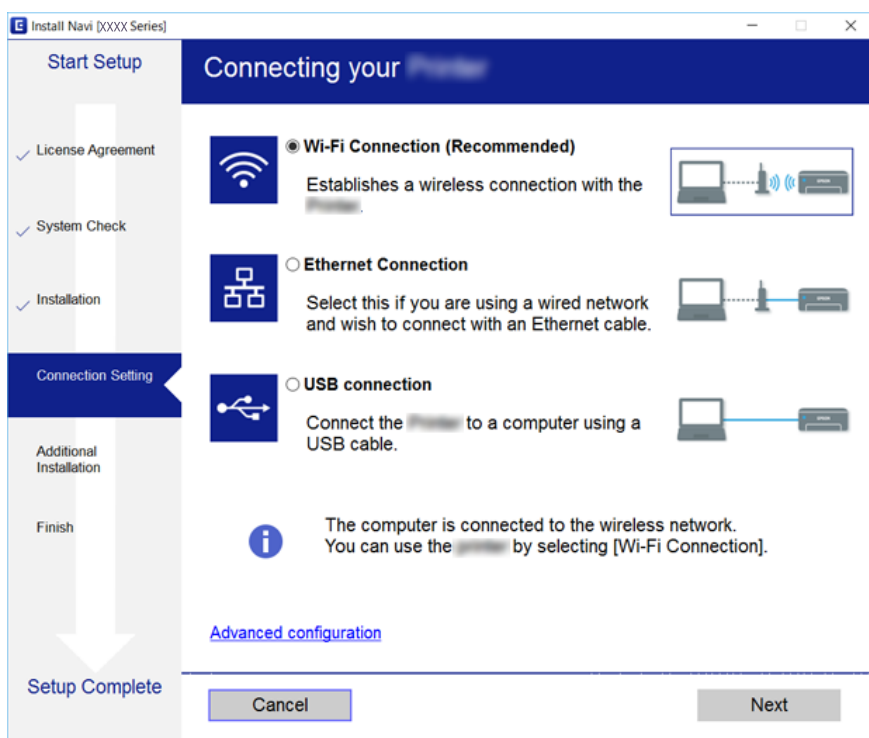 Install Navi [XXXX Series]
Start Setup
Connecting your
License Agreement
System Check
Installation
Connection Setting
Additional
Installation
Finish
Setup Complete
Wi-Fi Connection (Recommended)
Establishes a wireless connection with the
.
Ethernet Connection
Select this if you are using a wired network
and wish to connect with an Ethernet cable.
USB connection
Connect the to a computer using a
USB cable.
The computer is connected to the wireless network.
You can use the by selecting [Wi-Fi Connection].
Advanced configuration
Cancel
Next